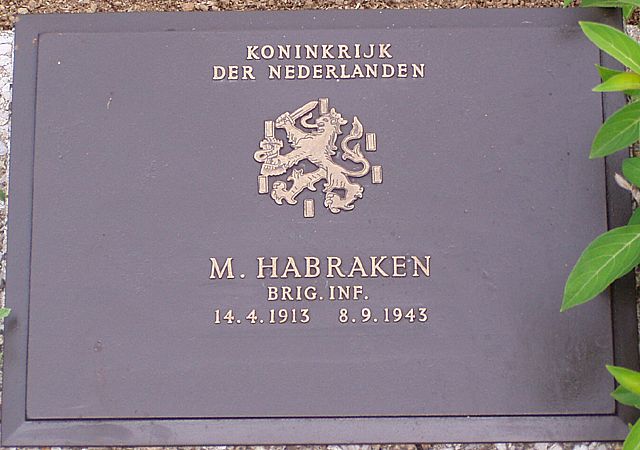 KONINKRIJK
DER NEDERLANDEN
M. HABRAKEN
BRIG. INF.
14.4.1913 8.9.1943